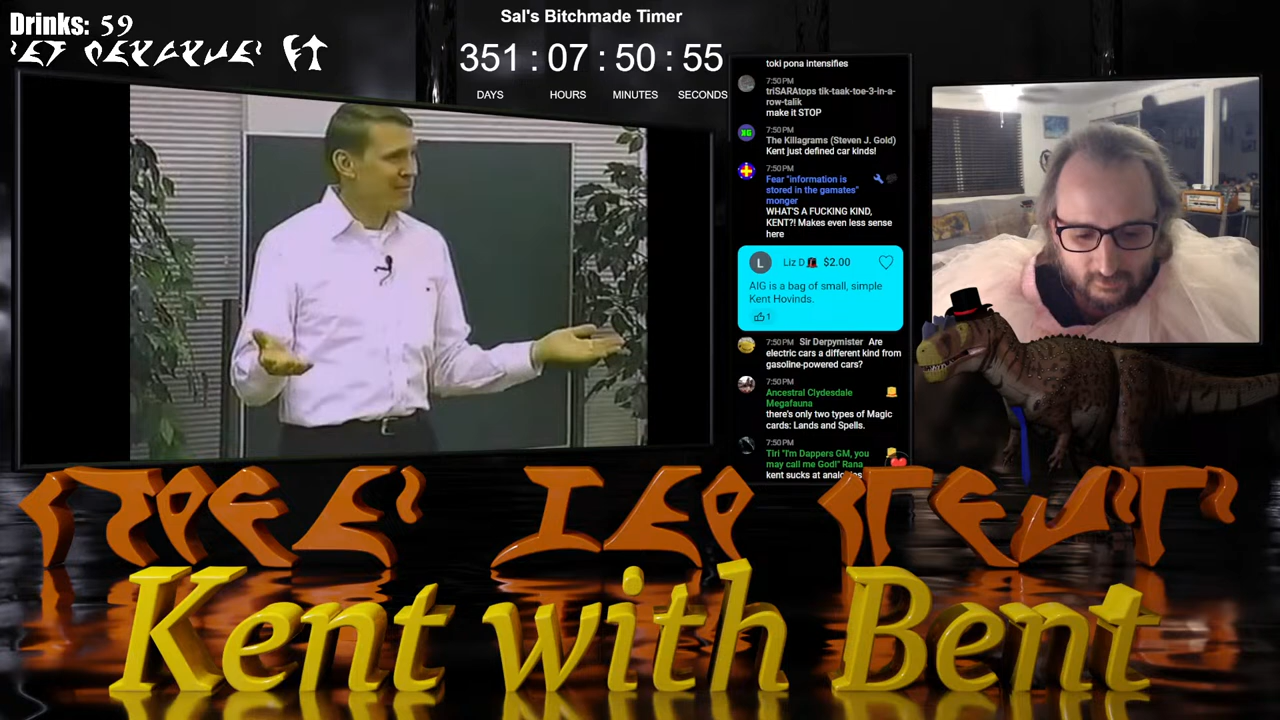 Drinks: 59
Sal's Bitchmade Timer
351 : 07 : 50 : 55
DAYS HOURS MINUTES SECONDS
toki pona intensifies
7:50 PM
triSARAtops tik-taak-toe-3-in-a-
row-talik
make it STOP
7:50 PM
KG
The Killagrams (Steven J. Gold)
Kent just defined car kinds!
7:50 PM
Fear "information is
stored in the gamates"
monger
WHAT'S A FUCKING KIND,
KENT?! Makes even less sense
here
L Liz D $2.00
AIG is a bag of small, simple
Kent Hovinds.
1
7:50 PM Sir Derpymister Are
electric cars a different kind from
gasoline-powered cars?
7:50 PM
Ancestral Clydesdale
Megafauna
there's only two types of Magic
cards: Lands and Spells.
7:50 PM
Tiri "I'm Dappers GM, you
may call me God!" Rana
kent sucks at analogies
Kent with Bent